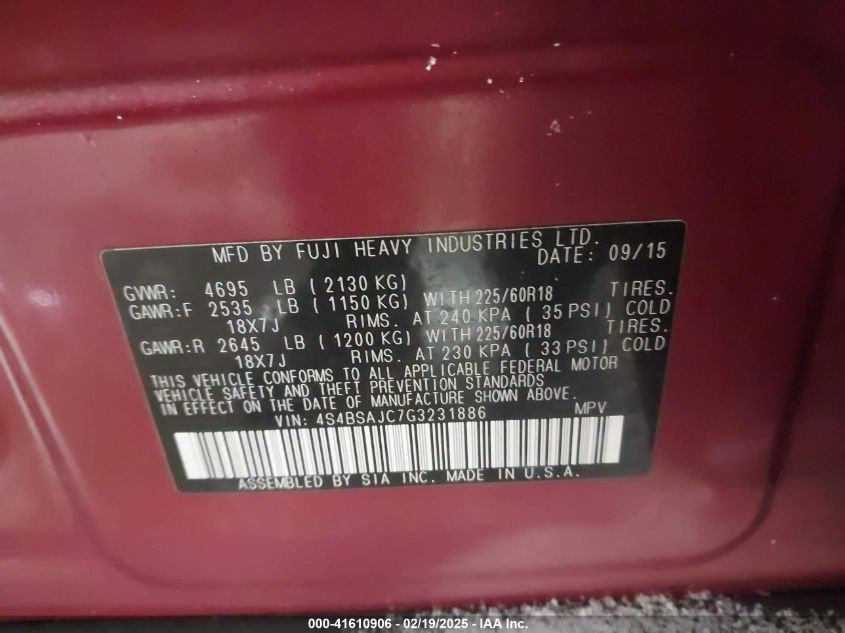 MFD BY FUJI HEAVY INDUSTRIES LTD.
DATE: 09/15
GVWR: 4695 LB ( 2130 KG)
GAWR:F 2535 LB ( 1150 KG) WITH 225/60R18 TIRES.
18X7J RIMS. AT 240 KPA ( 35 PSI) COLD
GAWR:R 2645 LB ( 1200 KG) WITH 225/60R18 TIRES.
18X7J RIMS. AT 230 KPA ( 33 PSI) COLD
THIS VEHICLE CONFORMS TO ALL APPLICABLE FEDERAL MOTOR
VEHICLE SAFETY AND THEFT PREVENTION STANDARDS
IN EFFECT ON THE DATE OF MANUFACTURE SHOWN ABOVE.
VIN: 4S4BSAJC7G3231886 MPV
ASSEMBLED BY SIA INC. MADE IN U.S.A.
000-41610906 - 02/19/2025 - IAA Inc.